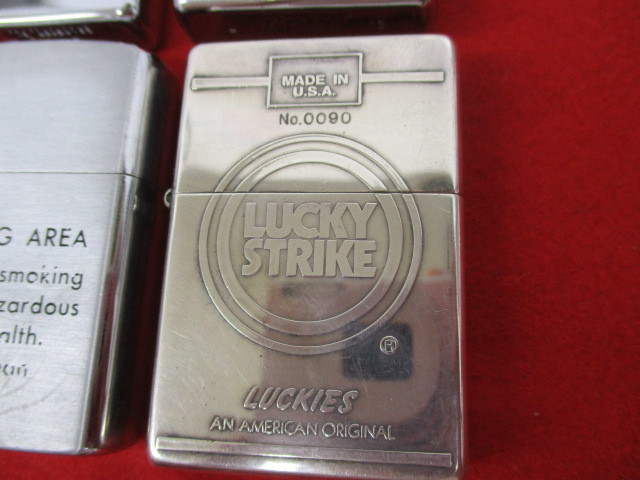 MADE IN
U.S.A.
No.0090
LUCKY
STRIKE
®
LUCKIES
AN AMERICAN ORIGINAL
G AREA
smoking
zardous
alth.